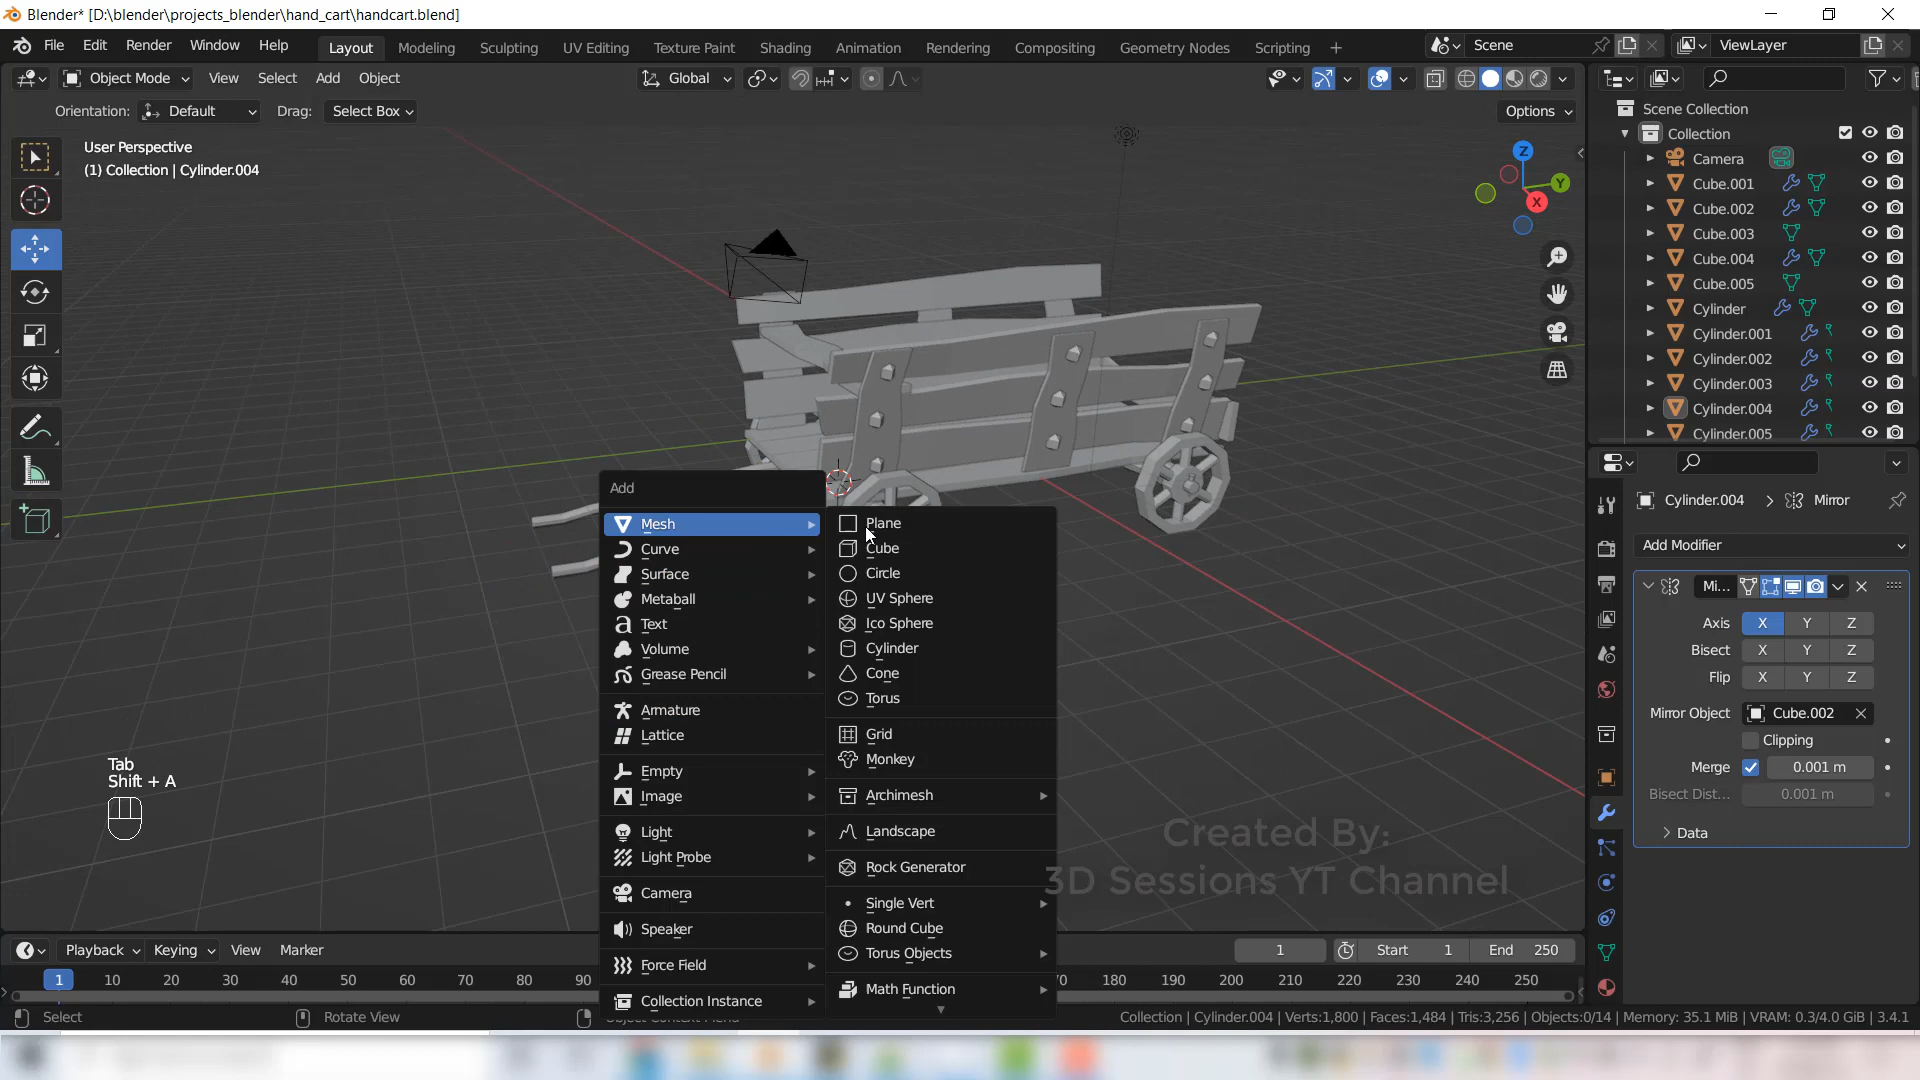 Blender* [D:\blender\projects_blender\hand_cart\handcart.blend]
File Edit Render Window Help Layout Modeling Sculpting UV Editing Texture Paint Shading Animation Rendering Compositing Geometry Nodes Scripting + Scene ViewLayer
Object Mode View Select Add Object Global
Orientation: Default Drag: Select Box Options
User Perspective
(1) Collection | Cylinder.004
Z
Y
X
Scene Collection
Collection
Camera
Cube.001
Cube.002
Cube.003
Cube.004
Cube.005
Cylinder
Cylinder.001
Cylinder.002
Cylinder.003
Cylinder.004
Cylinder.005
Add
Mesh
Curve
Surface
Metaball
Text
Volume
Grease Pencil
Armature
Lattice
Empty
Image
Light
Light Probe
Camera
Speaker
Force Field
Collection Instance
Plane
Cube
Circle
UV Sphere
Ico Sphere
Cylinder
Cone
Torus
Grid
Monkey
Archimesh
Landscape
Rock Generator
Single Vert
Round Cube
Torus Objects
Math Function
Tab
Shift + A
Cylinder.004 > Mirror
Add Modifier
Mi...
Axis X Y Z
Bisect X Y Z
Flip X Y Z
Mirror Object Cube.002
Clipping
Merge 0.001 m
Bisect Dist... 0.001 m
Data
Created By:
3D Sessions YT Channel
Playback Keying View Marker 1 Start 1 End 250
1 10 20 30 40 50 60 70 80 90 180 190 200 210 220 230 240 250
Select Rotate View Collection | Cylinder.004 | Verts:1,800 | Faces:1,484 | Tris:3,256 | Objects:0/14 | Memory: 35.1 MiB | VRAM: 0.3/4.0 GiB | 3.4.1